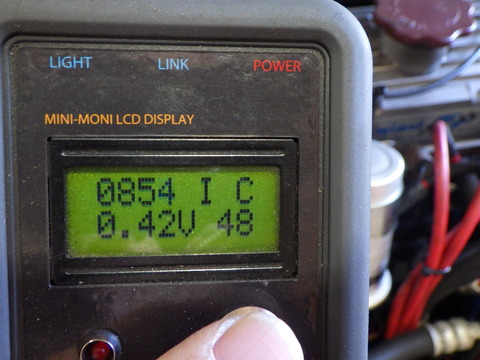 LIGHT LINK POWER
MINI-MONI LCD DISPLAY
0854 I C
0.42V 48